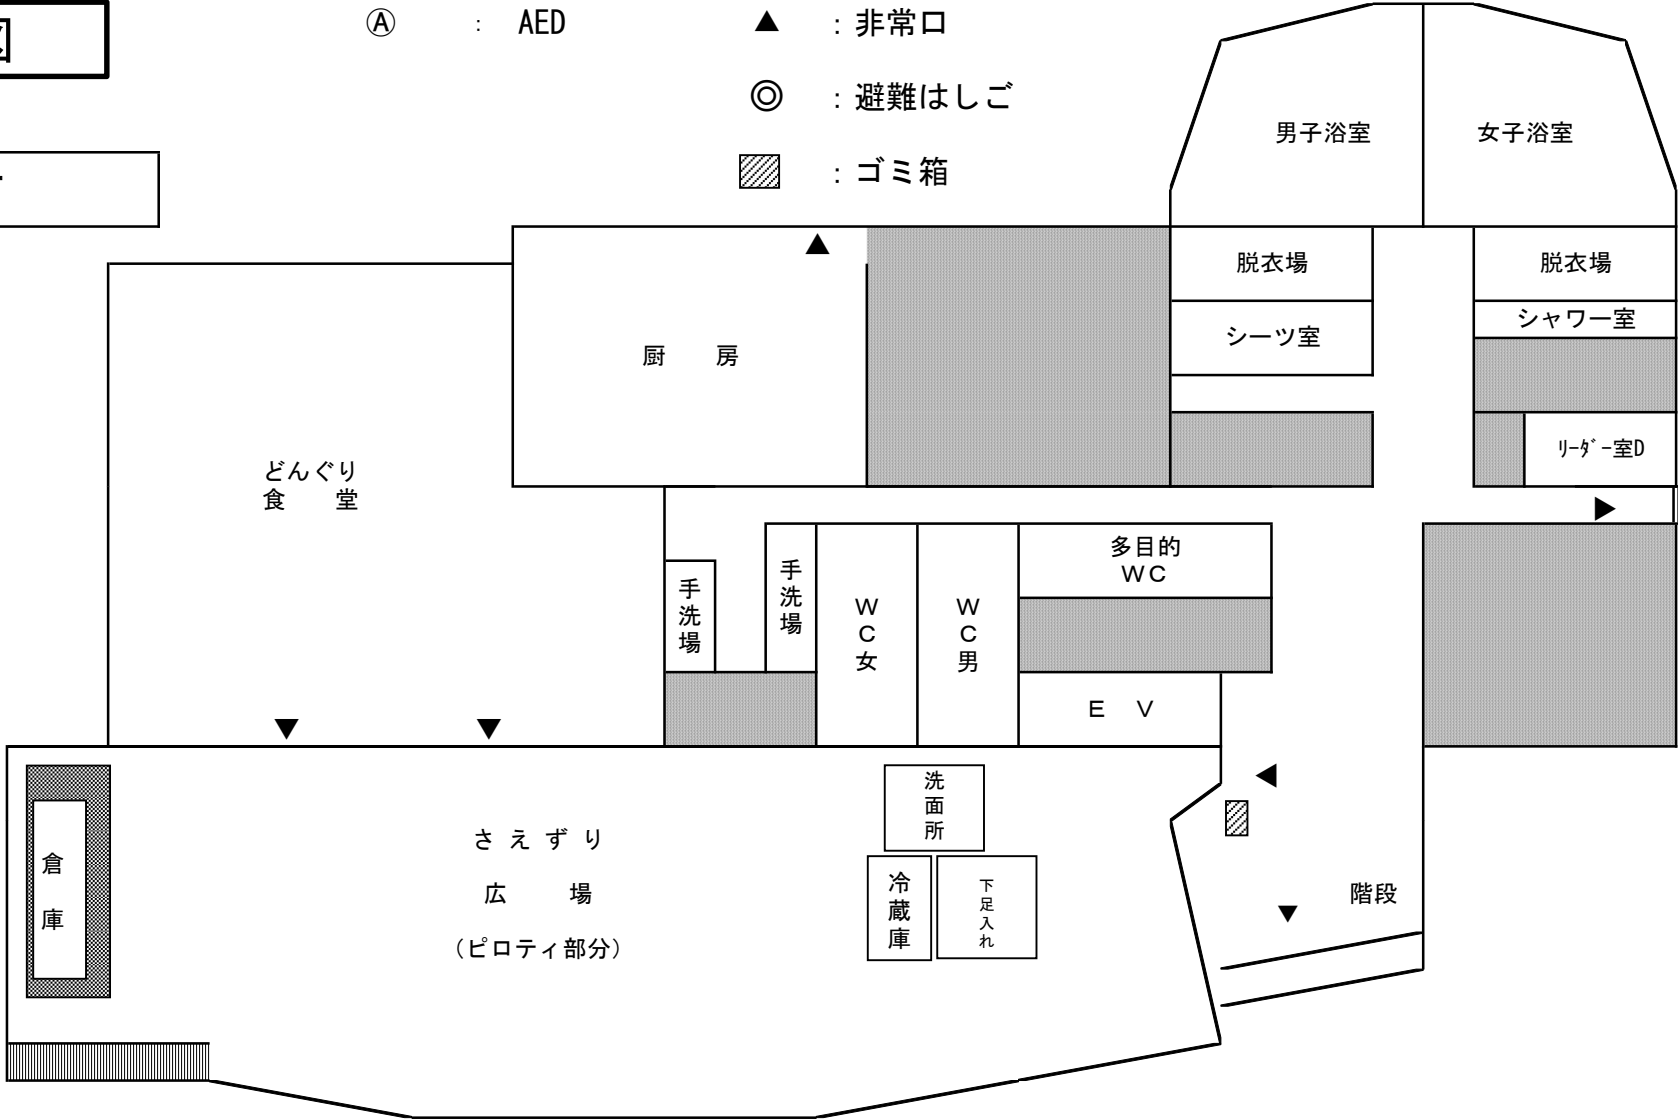 Ⓐ : AED
▲ : 非常口
◎ : 避難はしご
: ゴミ箱
男子浴室
女子浴室
脱衣場
脱衣場
シーツ室
シャワー室
厨 房
リーダー室D
どんぐり
食 堂
手洗場
手洗場
WC女
WC男
多目的
WC
E V
洗面所
冷蔵庫
下足入れ
さえずり
広 場
(ピロティ部分)
倉庫
階段